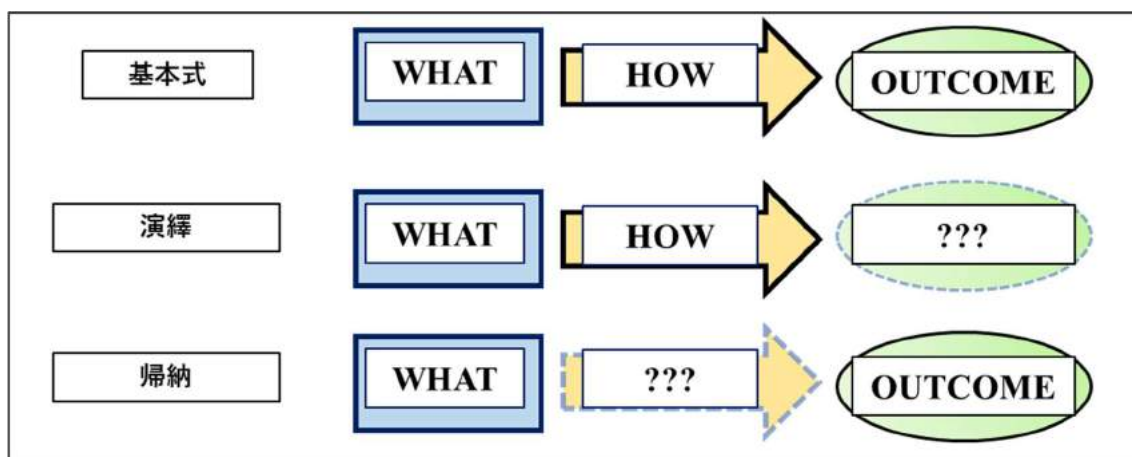 基本式
WHAT
HOW
OUTCOME
演繹
WHAT
HOW
???
帰納
WHAT
???
OUTCOME